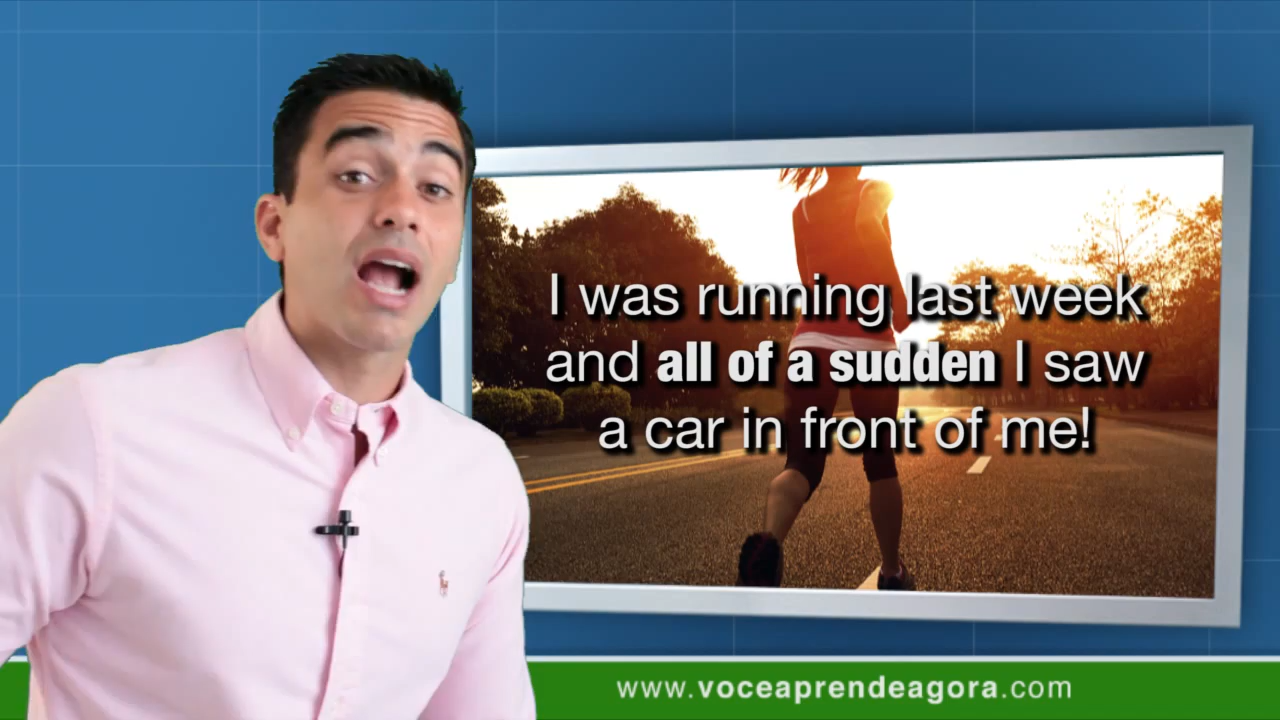 I was running last week
and all of a sudden I saw
a car in front of me!
www.voceaprendeagora.com